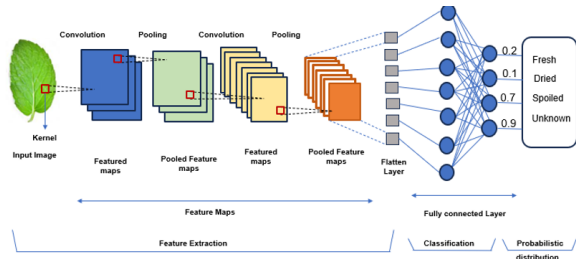 Convolution
Pooling
Convolution
Pooling
Kernel
Input Image
Featured
maps
Pooled Feature
maps
Featured
maps
Pooled Feature
maps
Flatten
Layer
0.2
0.1
0.7
0.9
Fresh
Dried
Spoiled
Unknown
Feature Maps
Fully connected Layer
Feature Extraction
Classification
Probabilistic
distribution